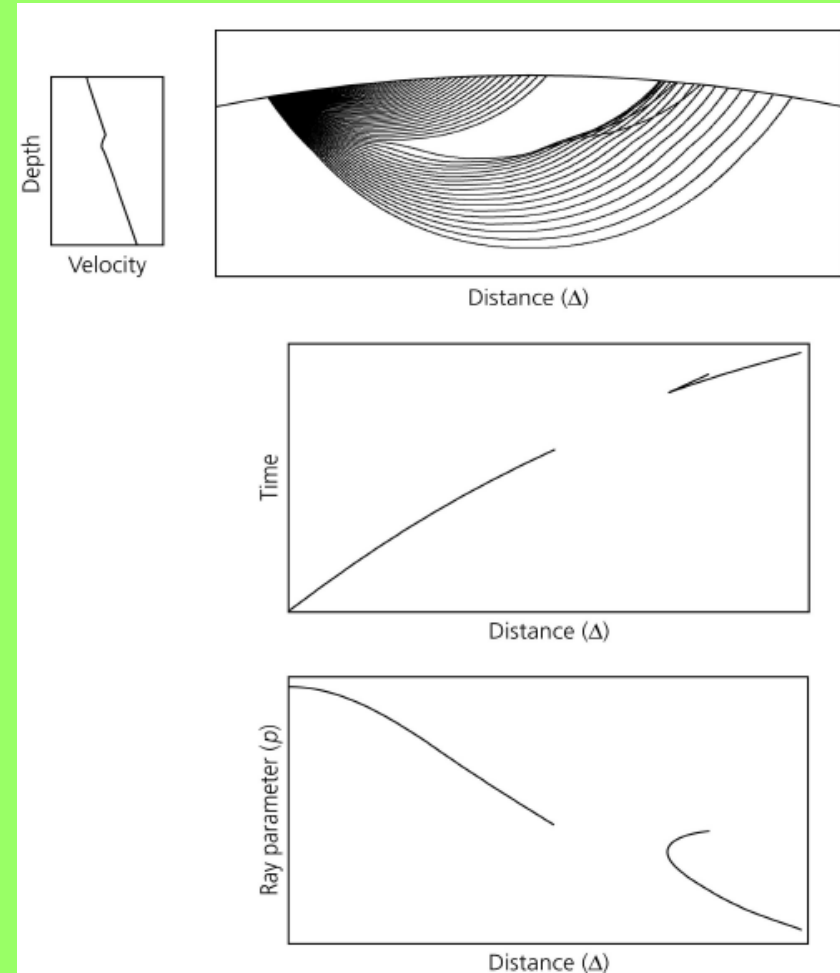 Depth
Velocity
Distance (Δ)
Time
Distance (Δ)
Ray parameter (p)
Distance (Δ)